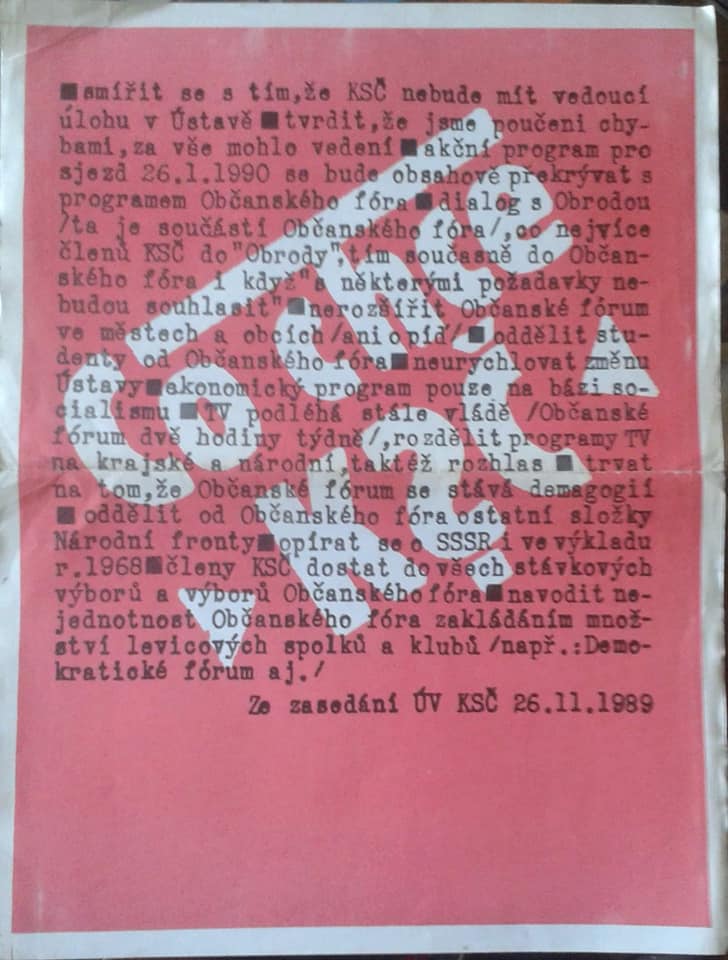 Co chce
KSČ?
■smířit se s tím,že KSČ nebude mít vedoucí
úlohu v Ústavě■tvrdit,že jsme poučeni chy-
bami,za vše mohlo vedení■akční program pro
sjezd 26.1.1990 se bude obsahově překrývat s
programem Občanského fóra■dialog s Obrodou
/ta je součástí Občanského fóra/,co nejvíce
členů KSČ do"Obrody",tím současně do Občan-
ského fóra i když"s některými požadavky ne-
budou souhlasit"■nerozšířit Občanské fórum
ve městech a obcích/ani o píď/■oddělit stu-
denty od Občanského fóra■neurychlovat změnu
Ústavy■akonomický program pouze na bázi so-
cialismu ■TV podléhá stále vládě /Občanské
fórum dvě hodiny týdně/,rozdělit programy TV
na krajské a národní,taktéž rozhlas ■ trvat
na tom,že Občanské fórum se stává demagogií
■ oddělit od Občanského fóra ostatní složky
Národní fronty■opírat se o SSSR i ve výkladu
r.1968■členy KSČ dostat do všech stávkových
výborů a výborů Občanského fóra■navodit ne-
jednotnost Občanského fóra zakládáním množ-
ství levicových spolků a klubů /např.:Demo-
kratické fórum aj./
Ze zasedání ÚV KSČ 26.11.1989